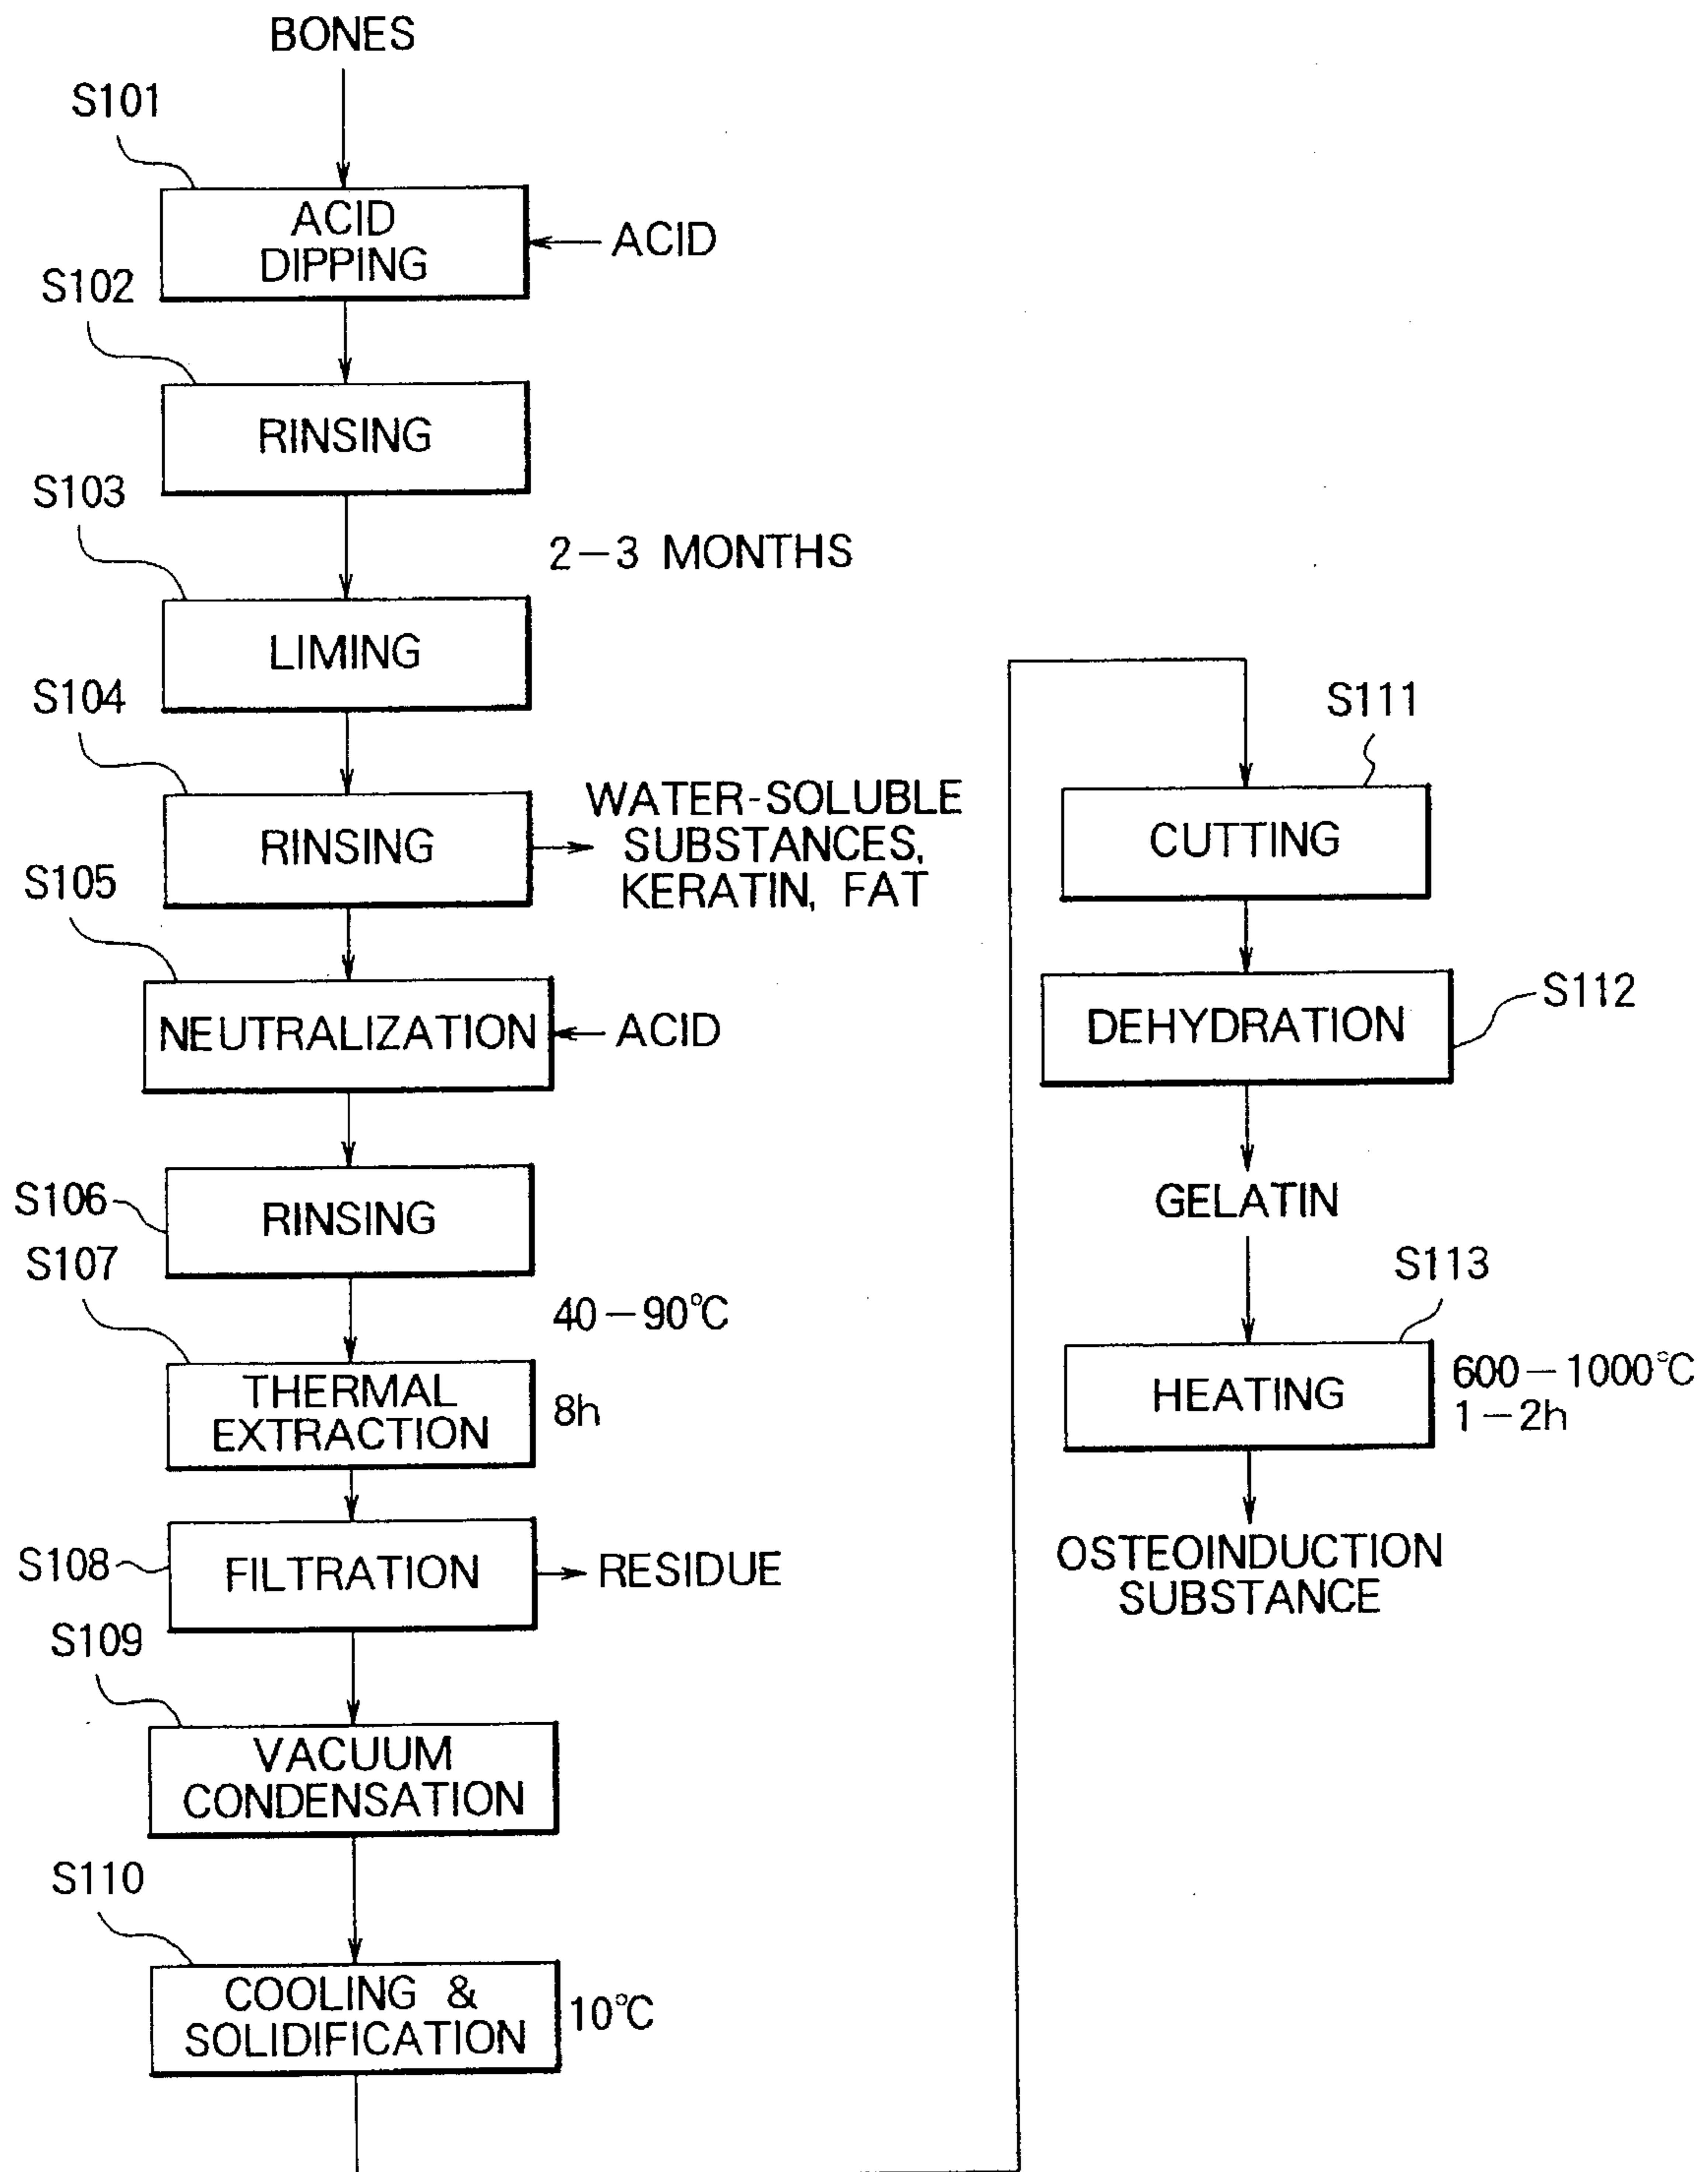 BONES
S101
ACID
DIPPING
ACID
S102
RINSING
S103
2–3 MONTHS
LIMING
S104
RINSING
WATER-SOLUBLE
SUBSTANCES,
KERATIN, FAT
S105
NEUTRALIZATION
ACID
S106
RINSING
S107
40–90°C
THERMAL
EXTRACTION
8h
S108
FILTRATION
RESIDUE
S109
VACUUM
CONDENSATION
S110
COOLING &
SOLIDIFICATION
10°C
S111
CUTTING
DEHYDRATION
S112
GELATIN
S113
HEATING
600–1000°C
1–2h
OSTEOINDUCTION
SUBSTANCE